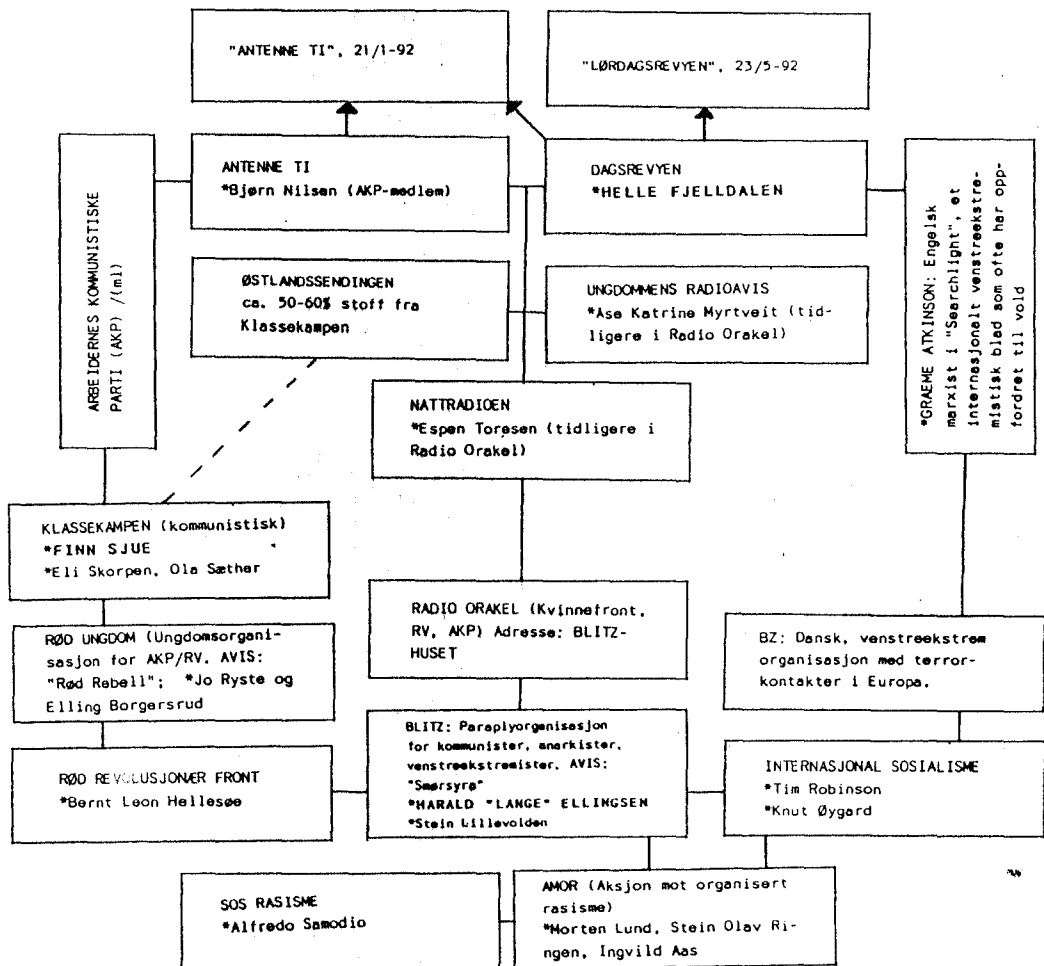 "ANTENNE TI", 21/1-92
"LØRDAGSREVYEN", 23/5-92
ARBEIDERNES KOMMUNISTISKE
PARTI (AKP) /(ml)
ANTENNE TI
*Bjørn Nilsen (AKP-medlem)
DAGSREVYEN
*HELLE FJELLDALEN
*GRAEME ATKINSON: Engelsk
marxist i "Searchlight", et
internasjonalt venstreekstre-
mistisk blad som ofte har opp-
fordret til vold
ØSTLANDSSENDINGEN
ca. 50-60% stoff fra
Klassekampen
UNGDOMMENS RADIOAVIS
*Ase Katrine Myrtveit (tid-
ligere i Radio Orakel)
NATTRADIOEN
*Espen Toresen (tidligere i
Radio Orakel)
KLASSEKAMPEN (kommunistisk)
*FINN SJUE
*Eli Skorpen, Ola Sæther
RADIO ORAKEL (Kvinnefront,
RV, AKP) Adresse: BLITZ-
HUSET
RØD UNGDOM (Ungdomsorgani-
sasjon for AKP/RV, AVIS:
"Rød Rebell"; *Jo Ryste og
Elling Borgersrud
BZ: Dansk, venstreekstrem
organisasjon med terror-
kontakter i Europa.
BLITZ: Paraplyorganisasjon
for kommunister, anarkister,
venstreekstremister, AVIS:
"Smørsyra"
*HARALD "LANGE" ELLINGSEN
*Stein Lillevolden
RØD REVOLUSJONÆR FRONT
*Bernt Leon Hellesøe
INTERNASJONAL SOSIALISME
*Tim Robinson
*Knut Øygard
SOS RASISME
*Alfredo Samodio
AMOR (Aksjon mot organisert
rasisme)
*Morten Lund, Stein Olav Ri-
ngen, Ingvild Aas